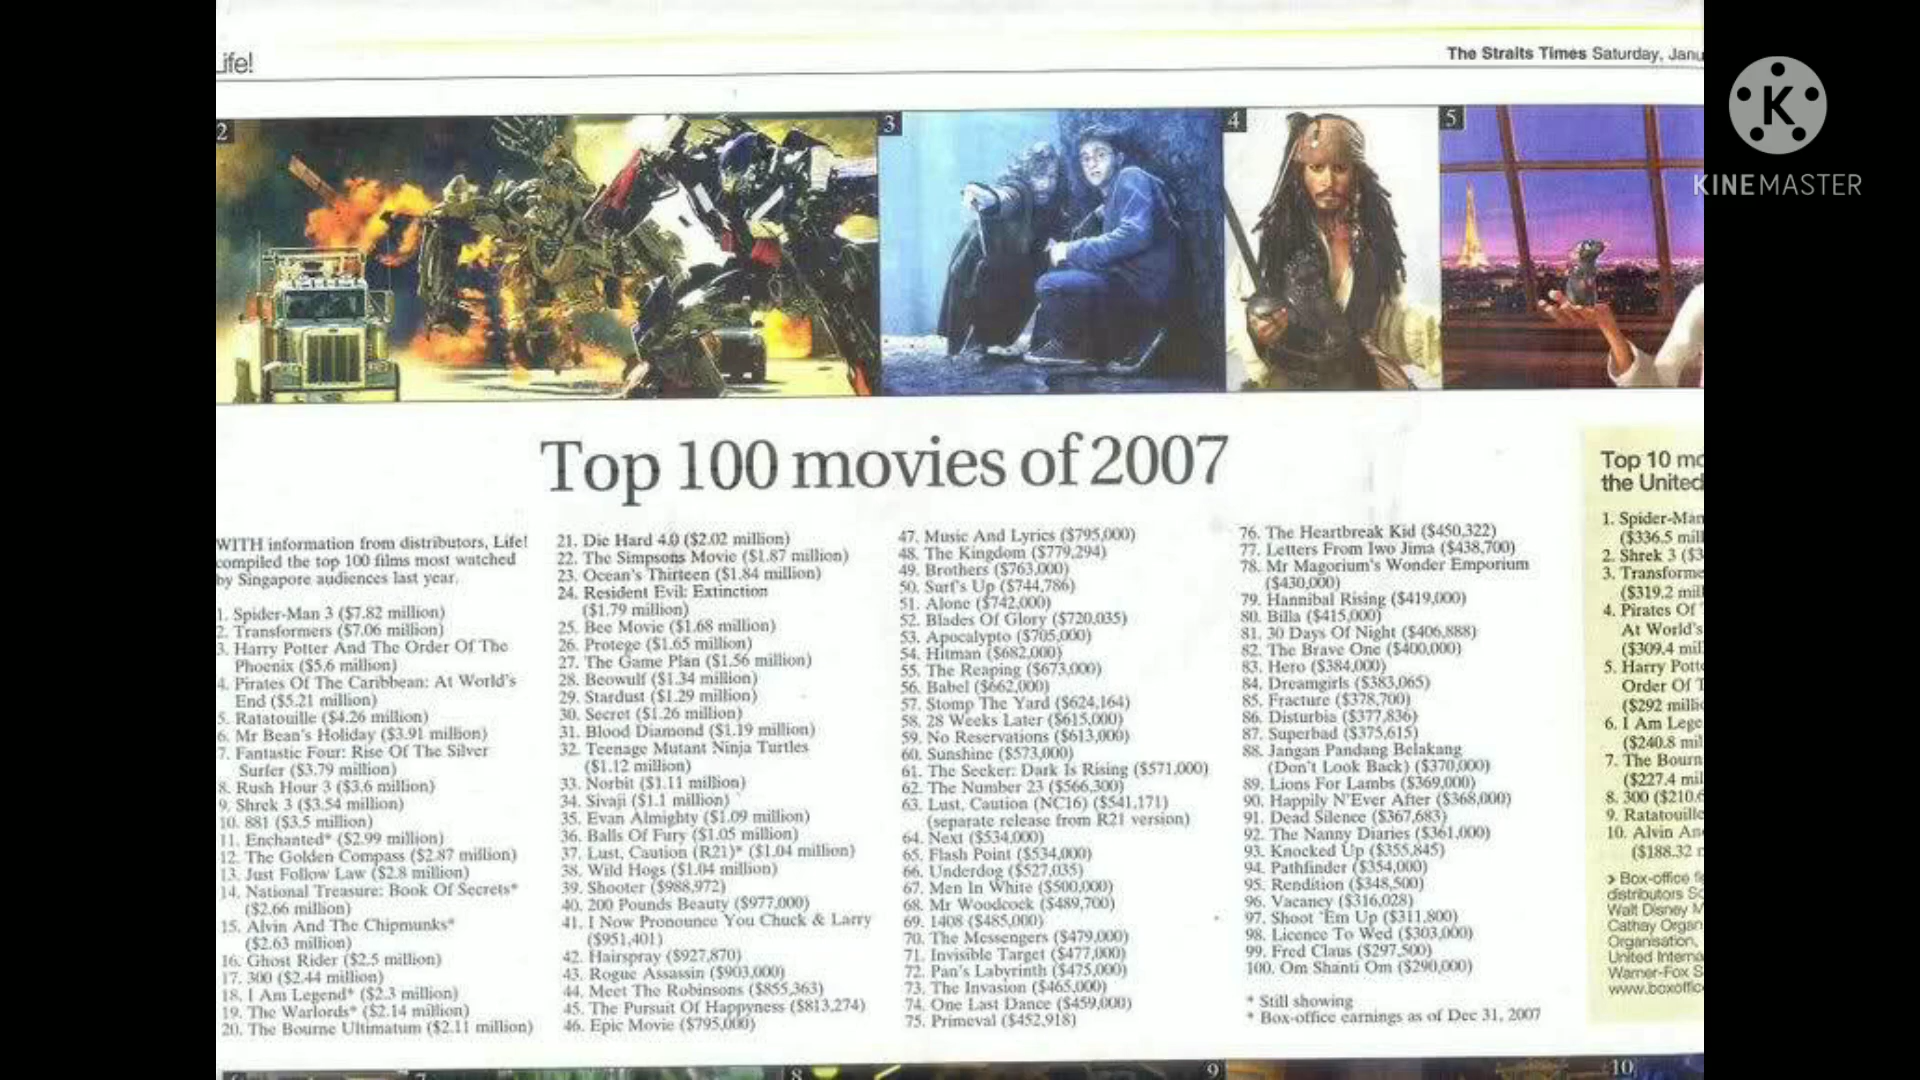 Life!
The Straits Times Saturday, Janu
K
KINEMASTER
2
3
4
5
Top 100 movies of 2007
WITH information from distributors, Life!
compiled the top 100 films most watched
by Singapore audiences last year.
1. Spider-Man 3 ($7.82 million)
2. Transformers ($7.06 million)
3. Harry Potter And The Order Of The
Phoenix ($5.6 million)
4. Pirates Of The Caribbean: At World's
End ($5.21 million)
5. Ratatouille ($4.26 million)
6. Mr Bean's Holiday ($3.91 million)
7. Fantastic Four: Rise Of The Silver
Surfer ($3.79 million)
8. Rush Hour 3 ($3.6 million)
9. Shrek 3 ($3.54 million)
10. 881 ($3.5 million)
11. Enchanted* ($2.99 million)
12. The Golden Compass ($2.87 million)
13. Just Follow Law ($2.8 million)
14. National Treasure: Book Of Secrets*
($2.66 million)
15. Alvin And The Chipmunks*
($2.63 million)
16. Ghost Rider ($2.5 million)
17. 300 ($2.44 million)
18. I Am Legend* ($2.3 million)
19. The Warlords* ($2.14 million)
20. The Bourne Ultimatum ($2.11 million)
21. Die Hard 4.0 ($2.02 million)
22. The Simpsons Movie ($1.87 million)
23. Ocean's Thirteen ($1.84 million)
24. Resident Evil: Extinction
($1.79 million)
25. Bee Movie ($1.68 million)
26. Protege ($1.65 million)
27. The Game Plan ($1.56 million)
28. Beowulf ($1.34 million)
29. Stardust ($1.29 million)
30. Secret ($1.26 million)
31. Blood Diamond ($1.19 million)
32. Teenage Mutant Ninja Turtles
($1.12 million)
33. Norbit ($1.11 million)
34. Sivaji ($1.1 million)
35. Evan Almighty ($1.09 million)
36. Balls Of Fury ($1.05 million)
37. Lust, Caution (R21)* ($1.04 million)
38. Wild Hogs ($1.04 million)
39. Shooter ($988,972)
40. 200 Pounds Beauty ($977,000)
41. I Now Pronounce You Chuck & Larry
($951,401)
42. Hairspray ($927,870)
43. Rogue Assassin ($903,000)
44. Meet The Robinsons ($855,363)
45. The Pursuit Of Happyness ($813,274)
46. Epic Movie ($795,000)
47. Music And Lyrics ($795,000)
48. The Kingdom ($779,294)
49. Brothers ($763,000)
50. Surf's Up ($744,786)
51. Alone ($742,000)
52. Blades Of Glory ($720,035)
53. Apocalypto ($705,000)
54. Hitman ($682,000)
55. The Reaping ($673,000)
56. Babel ($662,000)
57. Stomp The Yard ($624,164)
58. 28 Weeks Later ($615,000)
59. No Reservations ($613,000)
60. Sunshine ($573,000)
61. The Seeker: Dark Is Rising ($571,000)
62. The Number 23 ($566,300)
63. Lust, Caution (NC16) ($541,171)
(separate release from R21 version)
64. Next ($534,000)
65. Flash Point ($534,000)
66. Underdog ($527,035)
67. Men In White ($500,000)
68. Mr Woodcock ($489,700)
69. 1408 ($485,000)
70. The Messengers ($479,000)
71. Invisible Target ($477,000)
72. Pan's Labyrinth ($475,000)
73. The Invasion ($465,000)
74. One Last Dance ($459,000)
75. Primeval ($452,918)
76. The Heartbreak Kid ($450,322)
77. Letters From Iwo Jima ($438,700)
78. Mr Magorium's Wonder Emporium
($430,000)
79. Hannibal Rising ($419,000)
80. Billa ($415,000)
81. 30 Days Of Night ($406,888)
82. The Brave One ($400,000)
83. Hero ($384,000)
84. Dreamgirls ($383,065)
85. Fracture ($378,700)
86. Disturbia ($377,836)
87. Superbad ($375,615)
88. Jangan Pandang Belakang
(Don't Look Back) ($370,000)
89. Lions For Lambs ($369,000)
90. Happily N'Ever After ($368,000)
91. Dead Silence ($367,683)
92. The Nanny Diaries ($361,000)
93. Knocked Up ($355,845)
94. Pathfinder ($354,000)
95. Rendition ($348,500)
96. Vacancy ($316,028)
97. Shoot 'Em Up ($311,800)
98. Licence To Wed ($303,000)
99. Fred Claus ($297,500)
100. Om Shanti Om ($290,000)
* Still showing
* Box-office earnings as of Dec 31, 2007
Top 10 mo
the United
1. Spider-Man
($336.5 mill
2. Shrek 3 ($3
3. Transforme
($319.2 mill
4. Pirates Of
At World's
($309.4 mil
5. Harry Potte
Order Of T
($292 millio
6. I Am Lege
($240.8 mil
7. The Bourn
($227.4 mil
8. 300 ($210.6
9. Ratatouille
10. Alvin An
($188.32 m
> Box-office fi
distributors So
Walt Disney M
Cathay Organ
Organisation,
United Interna
Warner-Fox S
www.boxoffic
7
8
9
10